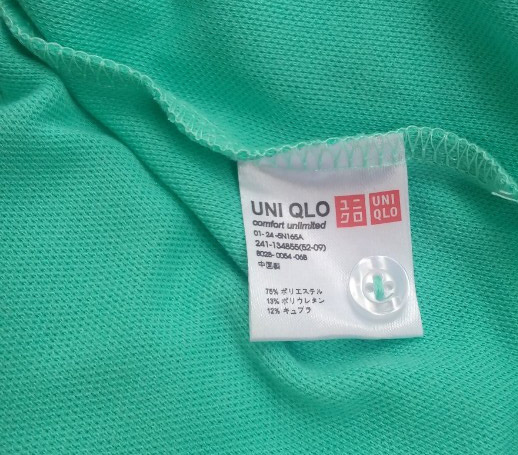 UNI QLO
ユニ
クロ
UNI
QLO
comfort unlimited
01-24-5N165A
241-134855(52-09)
8028-0064-06B
中国製
75% ポリエステル
13% ポリウレタン
12% キュプラ